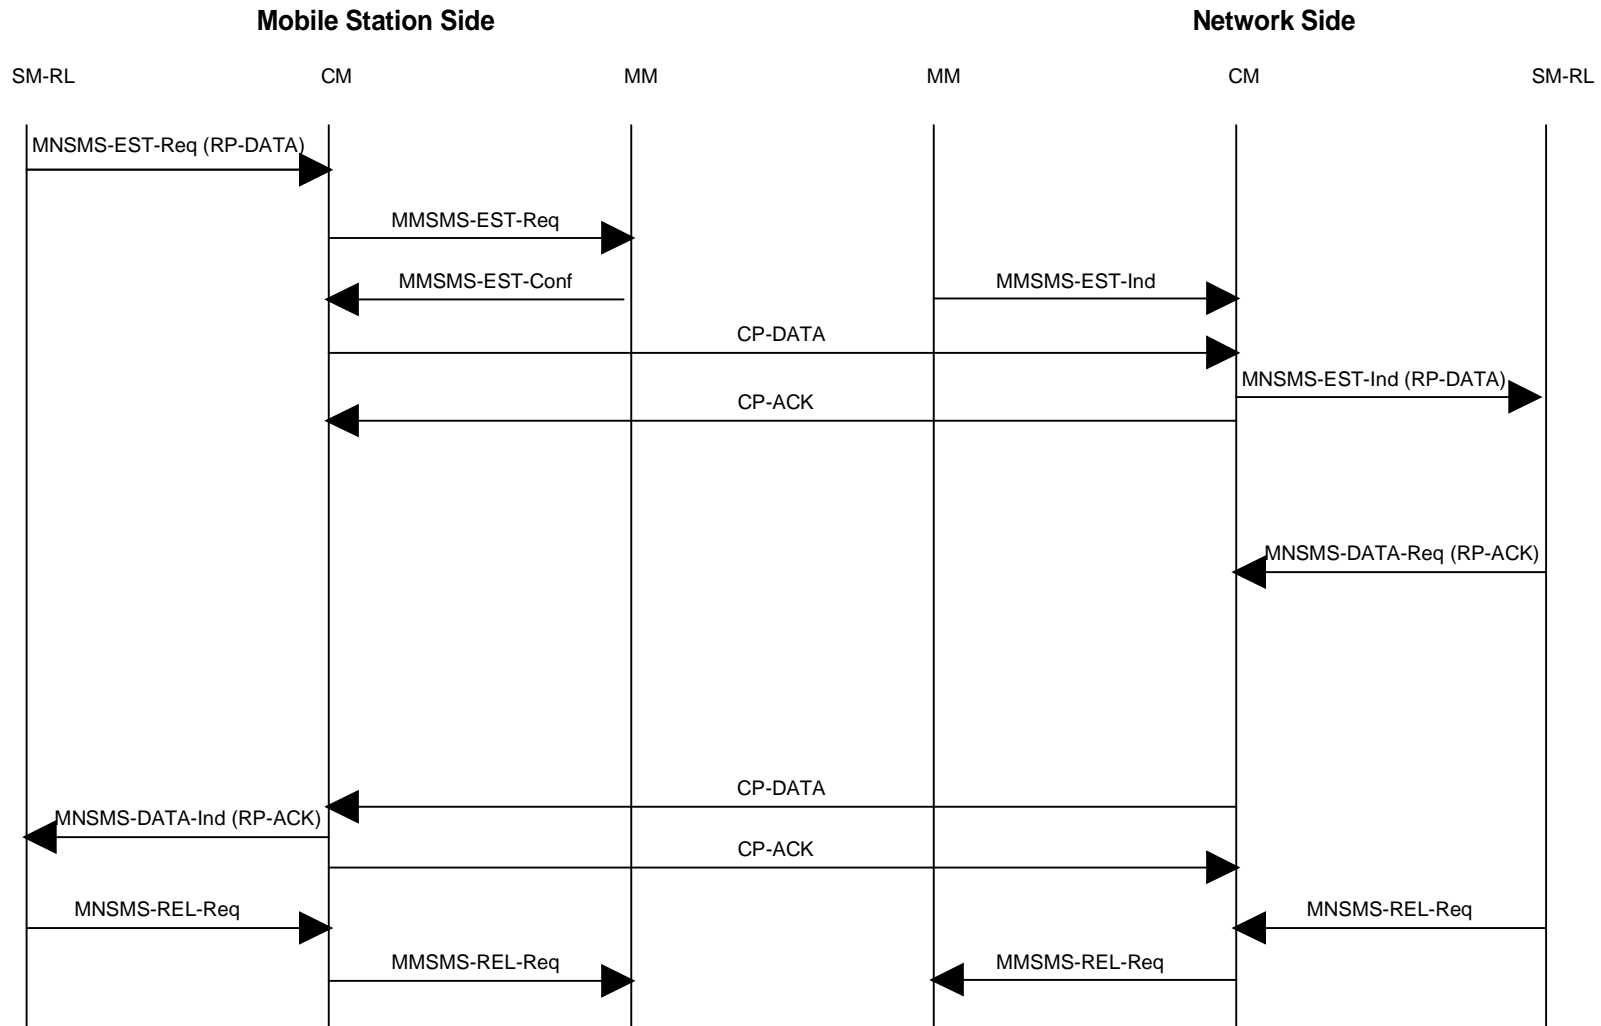 Mobile Station Side Network Side
SM-RL CM MM MM CM SM-RL
MNSMS-EST-Req (RP-DATA)
MMSMS-EST-Req
MMSMS-EST-Conf MMSMS-EST-Ind
CP-DATA
MNSMS-EST-Ind (RP-DATA)
CP-ACK
MNSMS-DATA-Req (RP-ACK)
CP-DATA
MNSMS-DATA-Ind (RP-ACK)
CP-ACK
MNSMS-REL-Req MNSMS-REL-Req
MMSMS-REL-Req MMSMS-REL-Req